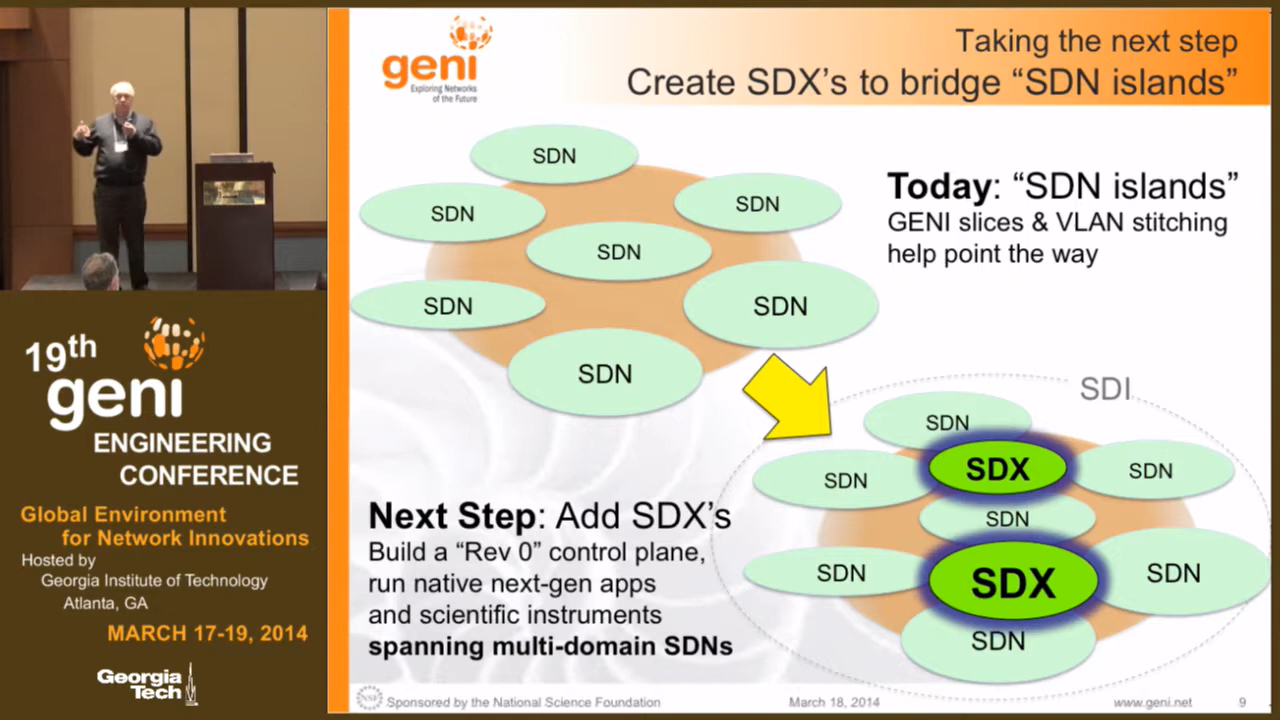 geni
Exploring Networks
of the Future
Taking the next step
Create SDX's to bridge “SDN islands”
SDN
SDN
SDN
SDN
SDN
SDN
SDN
Today: “SDN islands”
GENI slices & VLAN stitching
help point the way
SDI
SDN
SDX
SDN
SDN
SDN
SDN
SDX
SDN
SDN
Next Step: Add SDX's
Build a “Rev 0” control plane,
run native next-gen apps
and scientific instruments
spanning multi-domain SDNs
NSF
Sponsored by the National Science Foundation
March 18, 2014
www.geni.net
9
19th
geni
ENGINEERING
CONFERENCE
Global Environment
for Network Innovations
Hosted by
Georgia Institute of Technology
Atlanta, GA
MARCH 17-19, 2014
Georgia
Tech